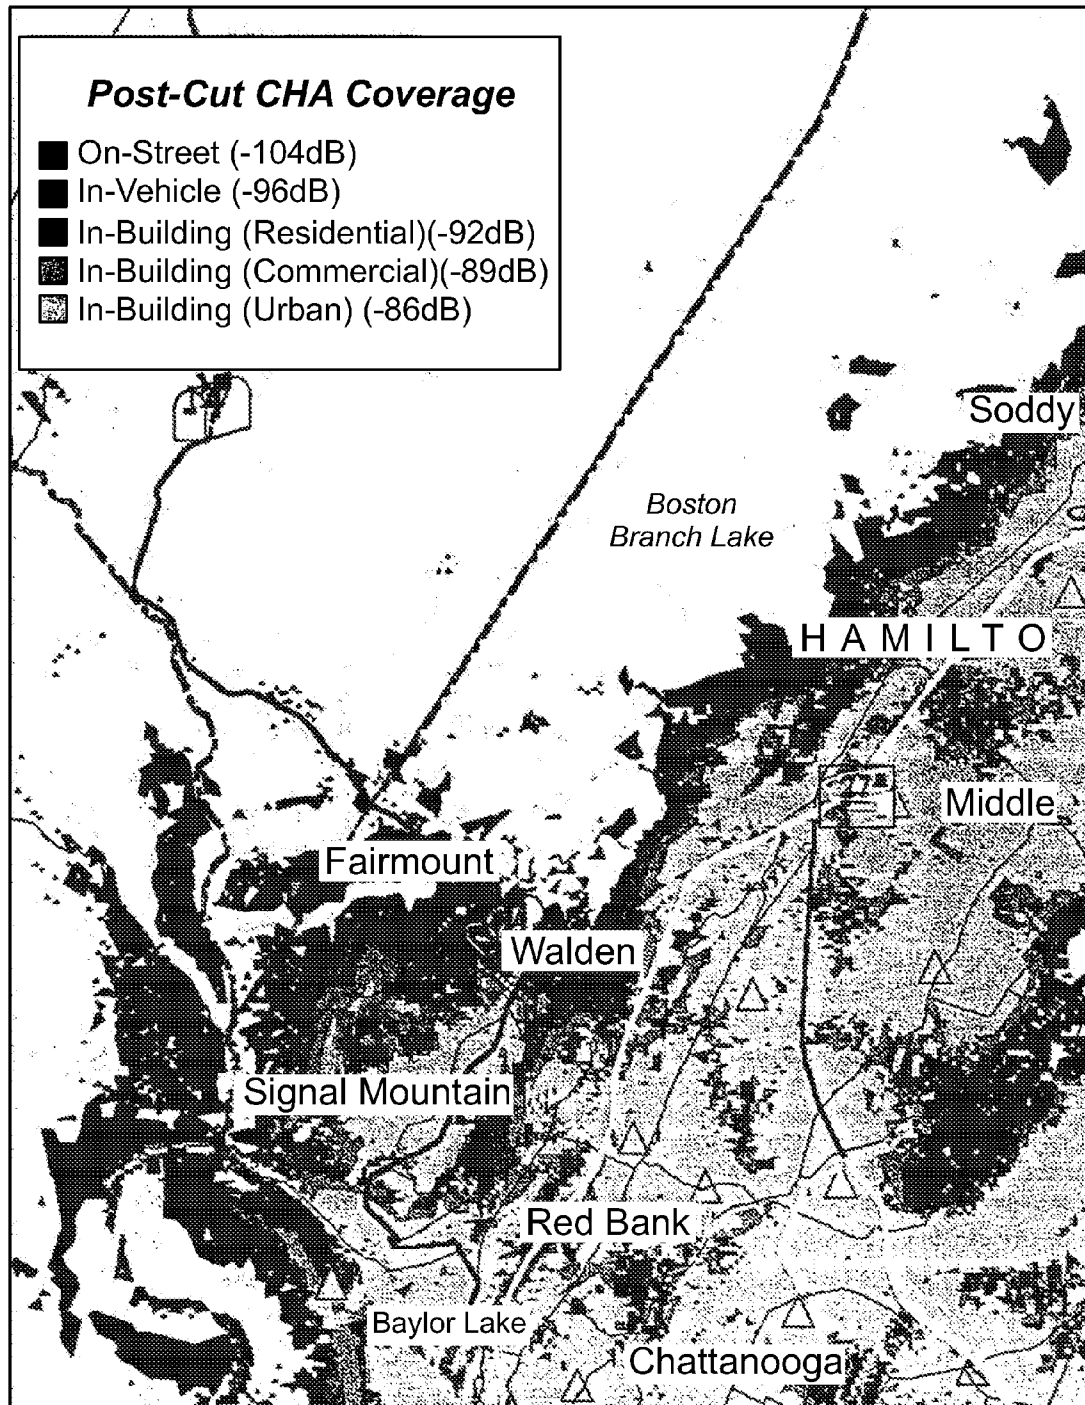 Post-Cut CHA Coverage
On-Street (-104dB)
In-Vehicle (-96dB)
In-Building (Residential)(-92dB)
In-Building (Commercial)(-89dB)
In-Building (Urban) (-86dB)
Soddy
Boston
Branch Lake
HAMILTO
Middle
Fairmount
Walden
Signal Mountain
Red Bank
Baylor Lake
Chattanooga